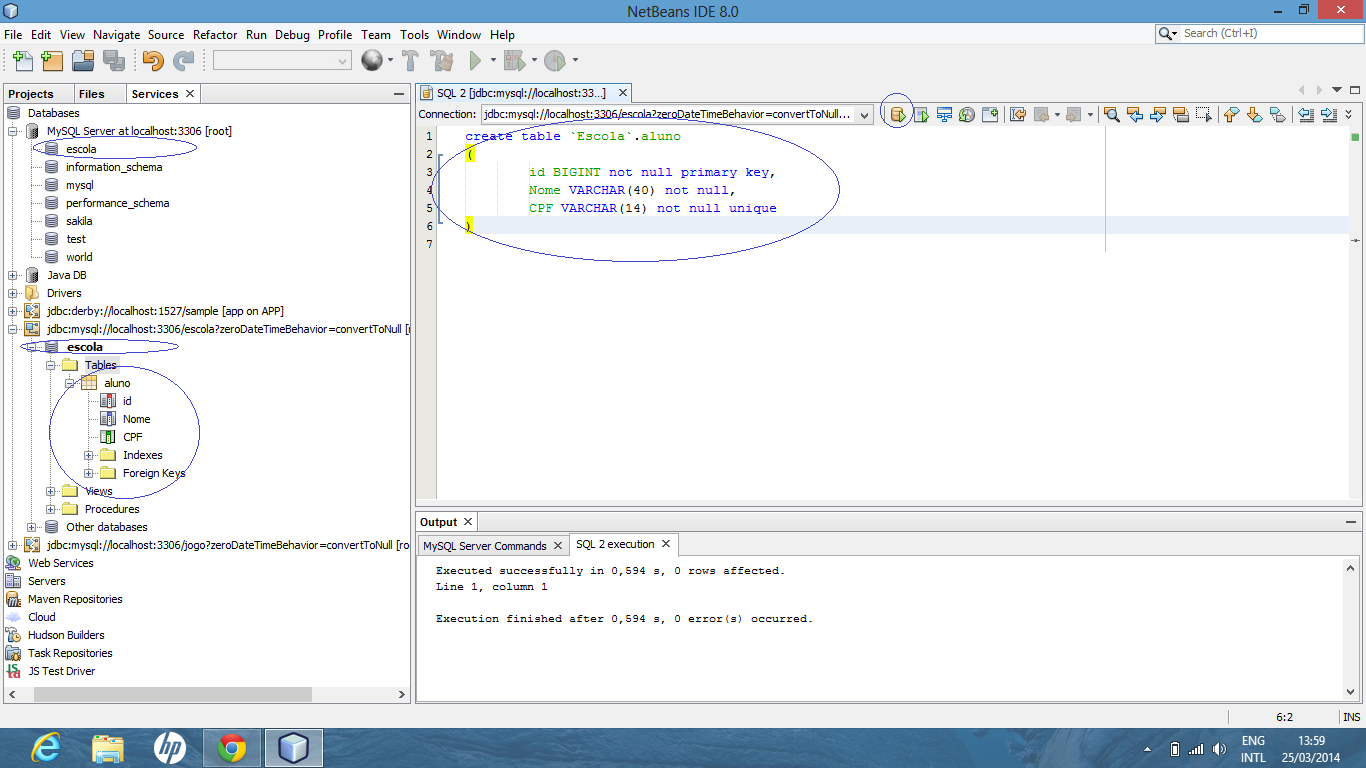 NetBeans IDE 8.0
File Edit View Navigate Source Refactor Run Debug Profile Team Tools Window Help
Search (Ctrl+I)
Projects Files Services
Databases
MySQL Server at localhost:3306 [root]
escola
information_schema
mysql
performance_schema
sakila
test
world
Java DB
Drivers
jdbc:derby://localhost:1527/sample [app on APP]
jdbc:mysql://localhost:3306/escola?zeroDateTimeBehavior=convertToNull [r
escola
Tables
aluno
id
Nome
CPF
Indexes
Foreign Keys
Views
Procedures
Other databases
jdbc:mysql://localhost:3306/jogo?zeroDateTimeBehavior=convertToNull [ro
Web Services
Servers
Maven Repositories
Cloud
Hudson Builders
Task Repositories
JS Test Driver
SQL 2 [jdbc:mysql://localhost:33...]
Connection: jdbc:mysql://localhost:3306/escola?zeroDateTimeBehavior=convertToNull...
1 create table `Escola`.aluno
2 (
3 id BIGINT not null primary key,
4 Nome VARCHAR(40) not null,
5 CPF VARCHAR(14) not null unique
6 )
7
Output
MySQL Server Commands SQL 2 execution
Executed successfully in 0,594 s, 0 rows affected.
Line 1, column 1
Execution finished after 0,594 s, 0 error(s) occurred.
6:2 INS
hp
ENG 13:59
INTL 25/03/2014